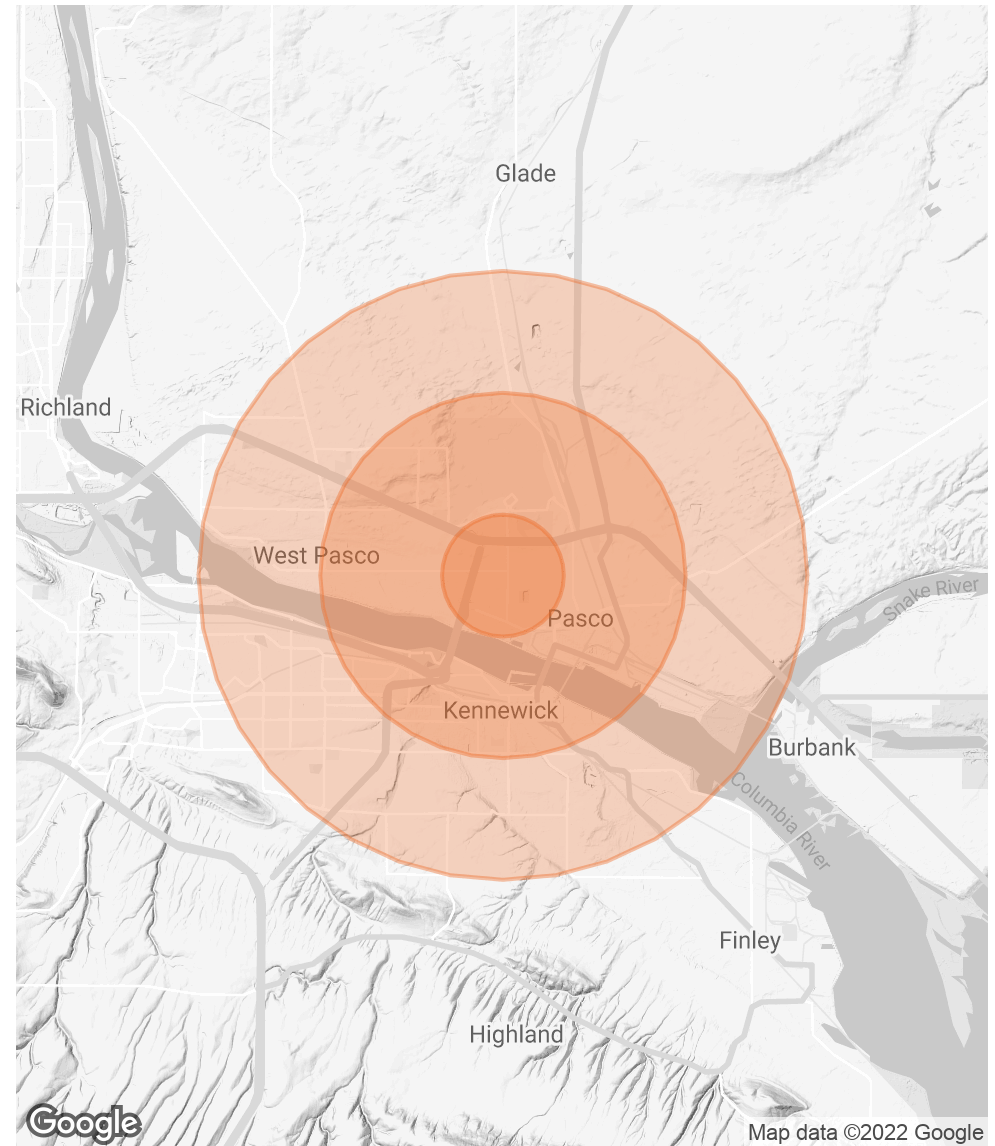 Glade
Richland
West Pasco
Snake River
Pasco
Kennewick
Burbank
Columbia River
Finley
Highland
Google
Map data ©2022 Google